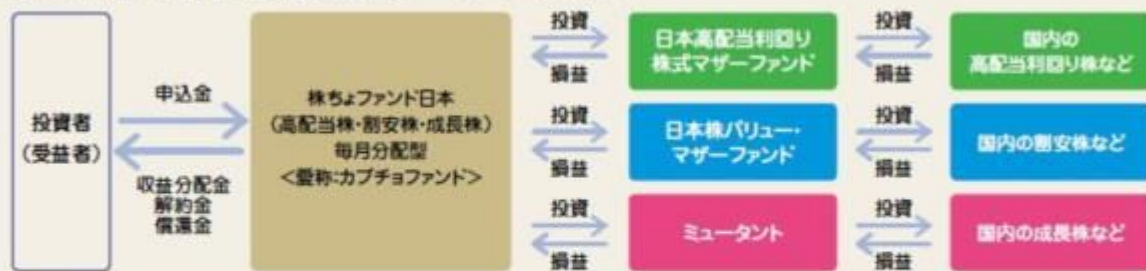 投資者
（受益者）
申込金
収益分配金
解約金
償還金
株ちょファンド日本
（高配当株・割安株・成長株）
毎月分配型
＜愛称：カブチョファンド＞
投資
損益
日本高配当利回り
株式マザーファンド
投資
損益
国内の
高配当利回り株など
投資
損益
日本株バリュー・
マザーファンド
投資
損益
国内の割安株など
投資
損益
ミュータント
投資
損益
国内の成長株など